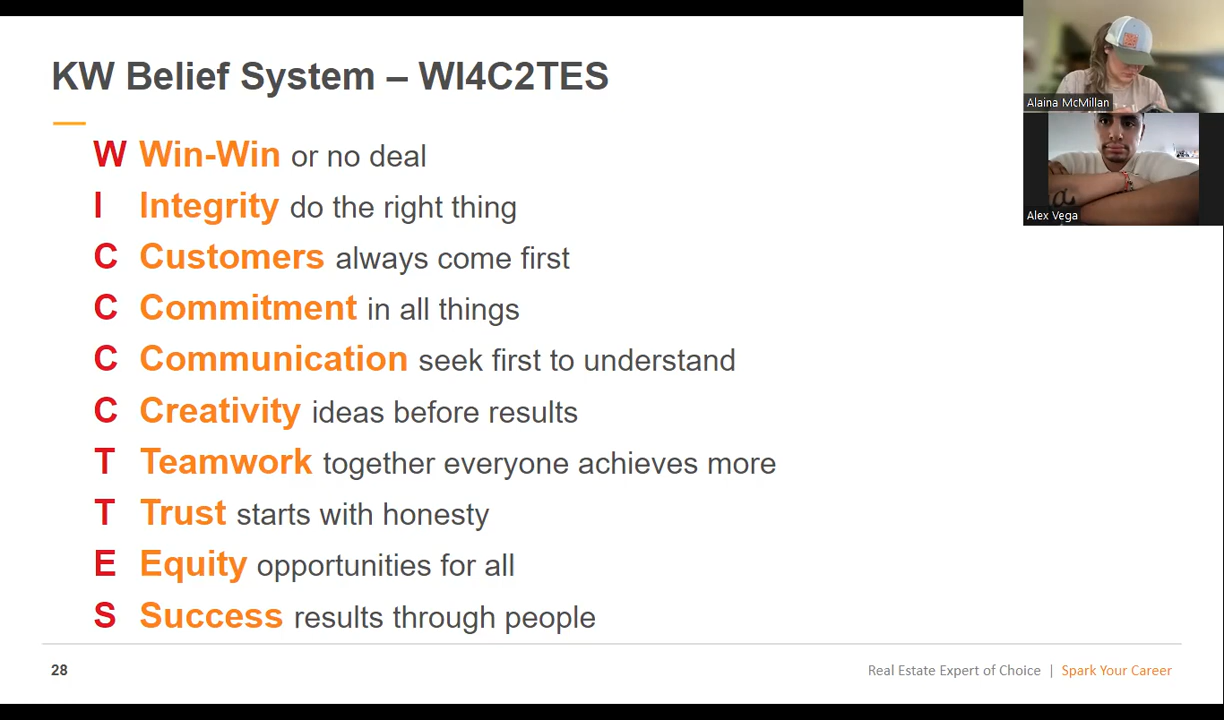 KW Belief System – WI4C2TES
W Win-Win or no deal
I Integrity do the right thing
C Customers always come first
C Commitment in all things
C Communication seek first to understand
C Creativity ideas before results
T Teamwork together everyone achieves more
T Trust starts with honesty
E Equity opportunities for all
S Success results through people
28
Real Estate Expert of Choice | Spark Your Career
Alaina McMillan
Alex Vega